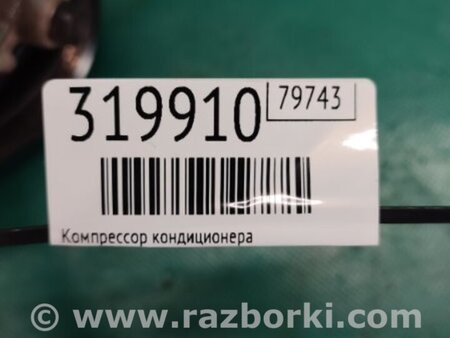 319910 79743
Компрессор кондиционера
© www.razborki.com